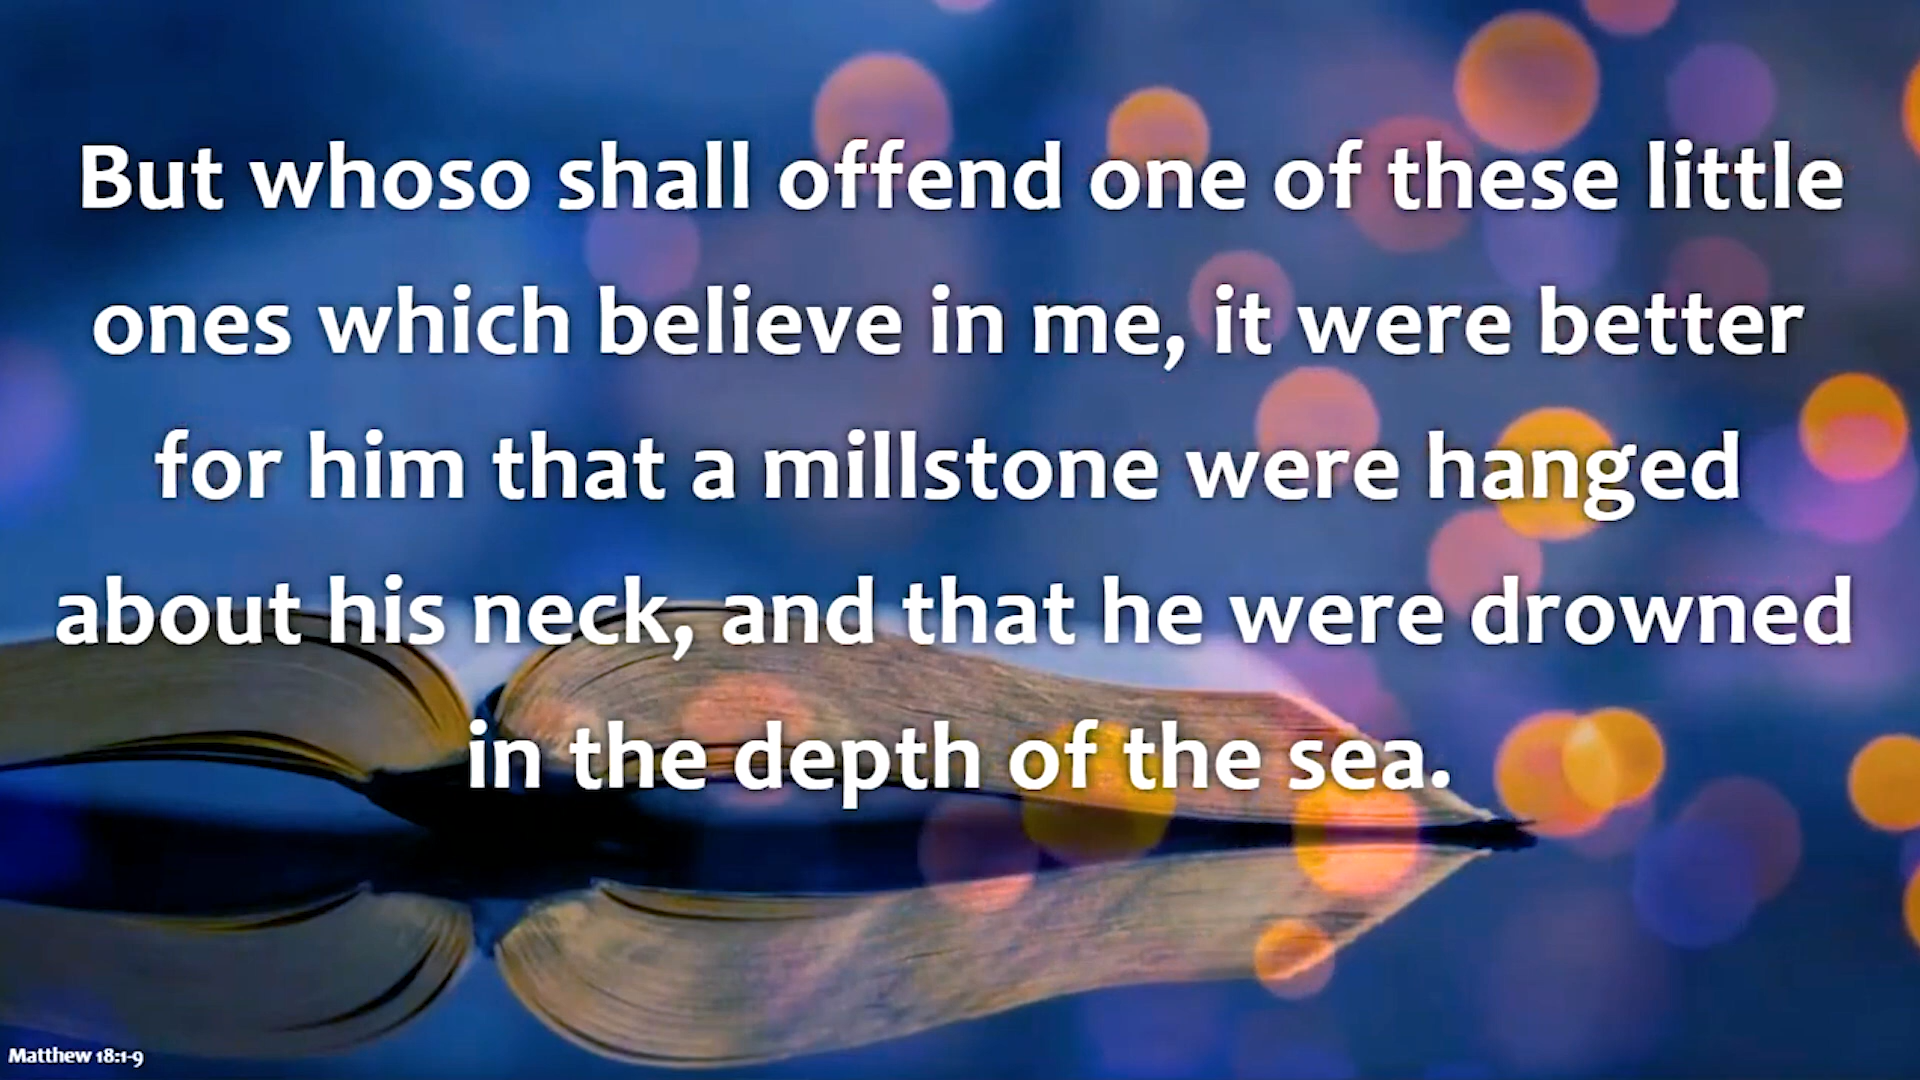 But whoso shall offend one of these little
ones which believe in me, it were better
for him that a millstone were hanged
about his neck, and that he were drowned
in the depth of the sea.
Matthew 18:1-9